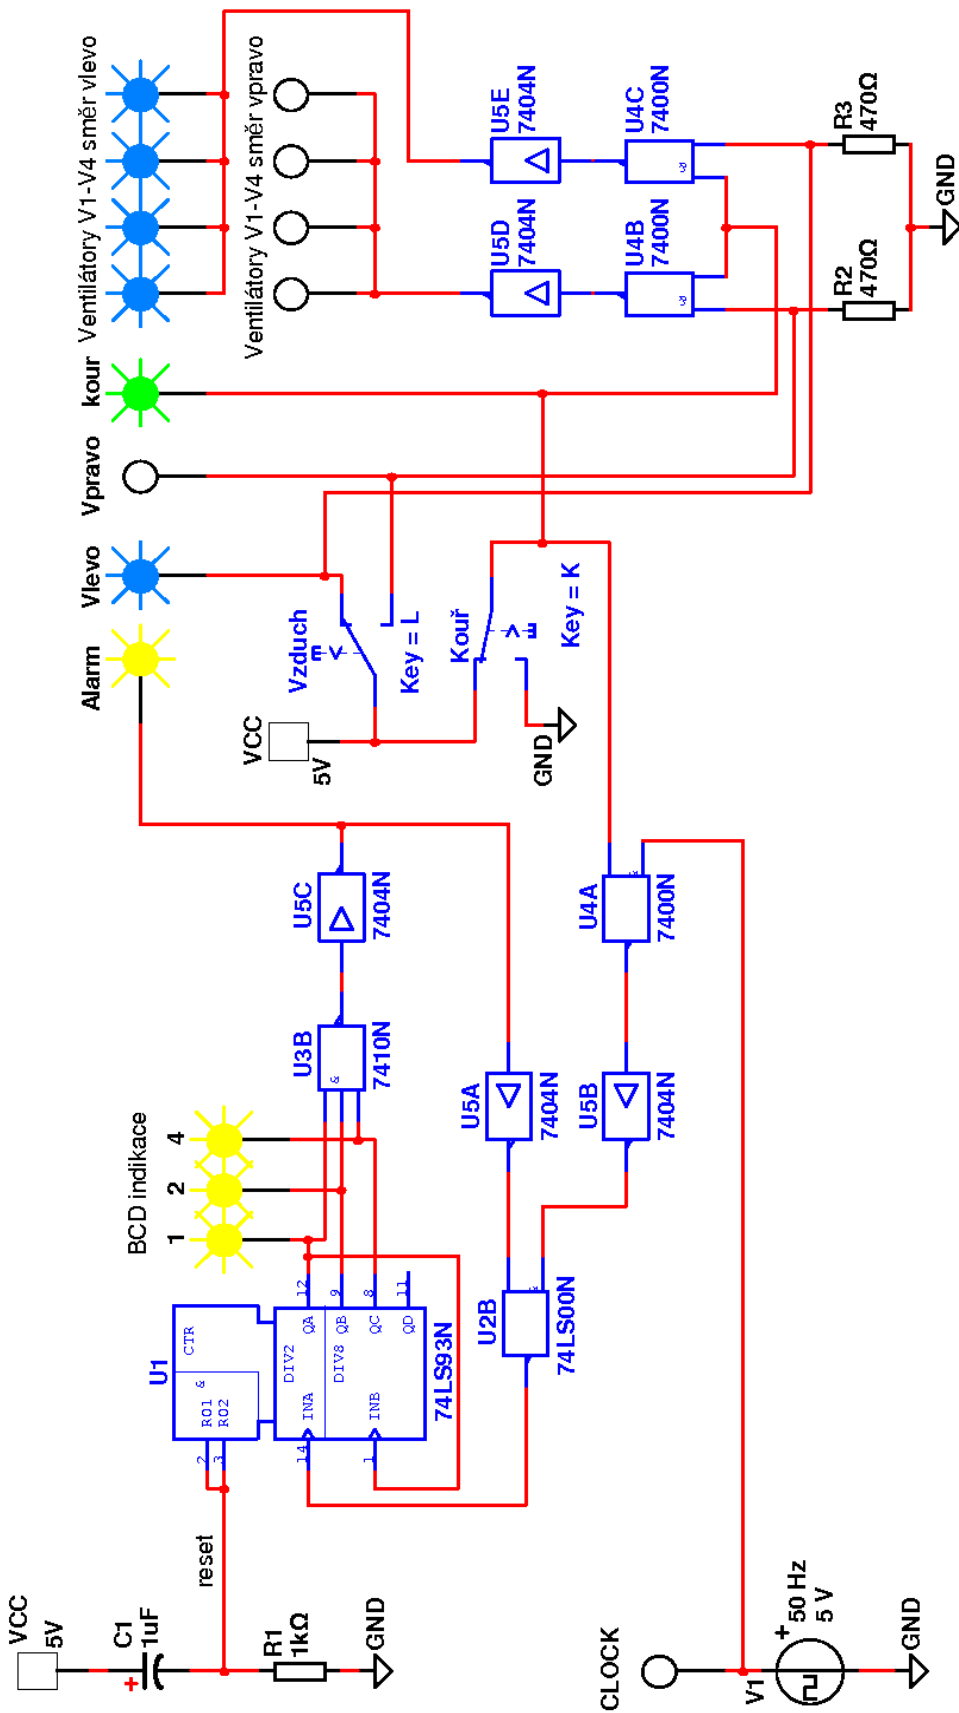 VCC
5V
C1
1uF
reset
R1
1kΩ
GND
CLOCK
V1
50 Hz
5 V
GND
U1
CTR
&
RO1
RO2
2
3
DIV2
DIV8
INA
INB
QA
QB
QC
QD
14
1
12
9
8
11
74LS93N
BCD indikace
1
2
4
U2B
74LS00N
U3B
&
7410N
U5C
7404N
U5A
7404N
U5B
7404N
U4A
7400N
Alarm
Vlevo
Vpravo
kour
VCC
5V
Vzduch
Key = L
Kouř
Key = K
GND
Ventilátory V1-V4 směr vlevo
Ventilátory V1-V4 směr vpravo
U5D
7404N
U5E
7404N
U4B
7400N
U4C
7400N
R2
470Ω
R3
470Ω
GND